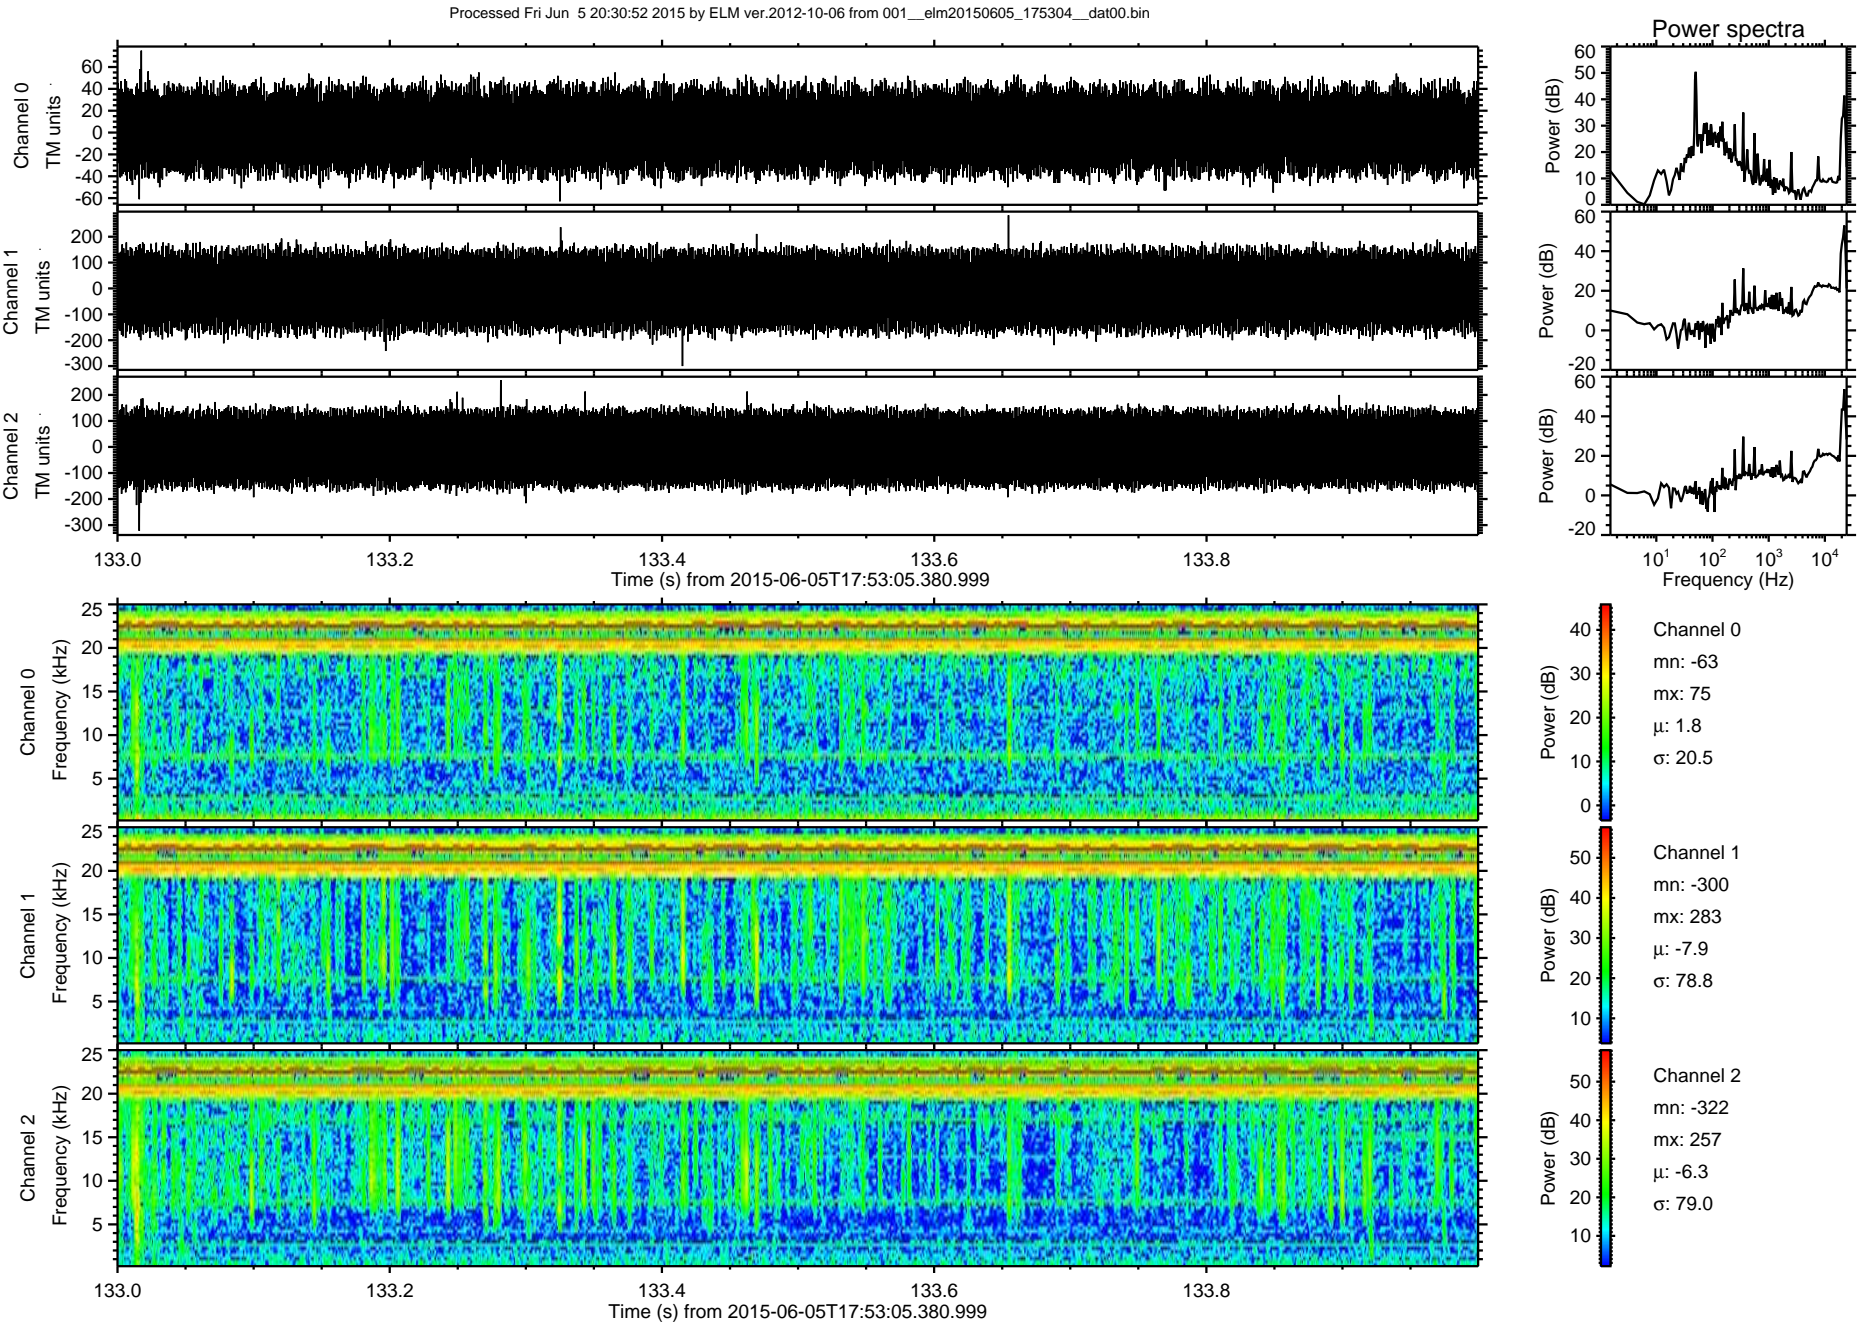 Processed Fri Jun  5 20:30:52 2015 by ELM ver.2012-10-06 from 001__elm20150605_175304__dat00.bin
Power spectra
Channel 0
TM units
60
40
20
0
-20
-40
-60
Power (dB)
60
50
40
30
20
10
0
Channel 1
TM units
200
100
0
-100
-200
-300
Power (dB)
60
40
20
0
-20
Channel 2
TM units
200
100
0
-100
-200
-300
Power (dB)
60
40
20
0
-20
133.0 133.2 133.4 133.6 133.8
Time (s) from 2015-06-05T17:53:05.380.999
10¹ 10² 10³ 10⁴
Frequency (Hz)
Channel 0
Frequency (kHz)
25
20
15
10
5
Power (dB)
40
30
20
10
0
Channel 0
mn: -63
mx: 75
μ: 1.8
σ: 20.5
Channel 1
Frequency (kHz)
25
20
15
10
5
Power (dB)
50
40
30
20
10
Channel 1
mn: -300
mx: 283
μ: -7.9
σ: 78.8
Channel 2
Frequency (kHz)
25
20
15
10
5
Power (dB)
50
40
30
20
10
Channel 2
mn: -322
mx: 257
μ: -6.3
σ: 79.0
133.0 133.2 133.4 133.6 133.8
Time (s) from 2015-06-05T17:53:05.380.999